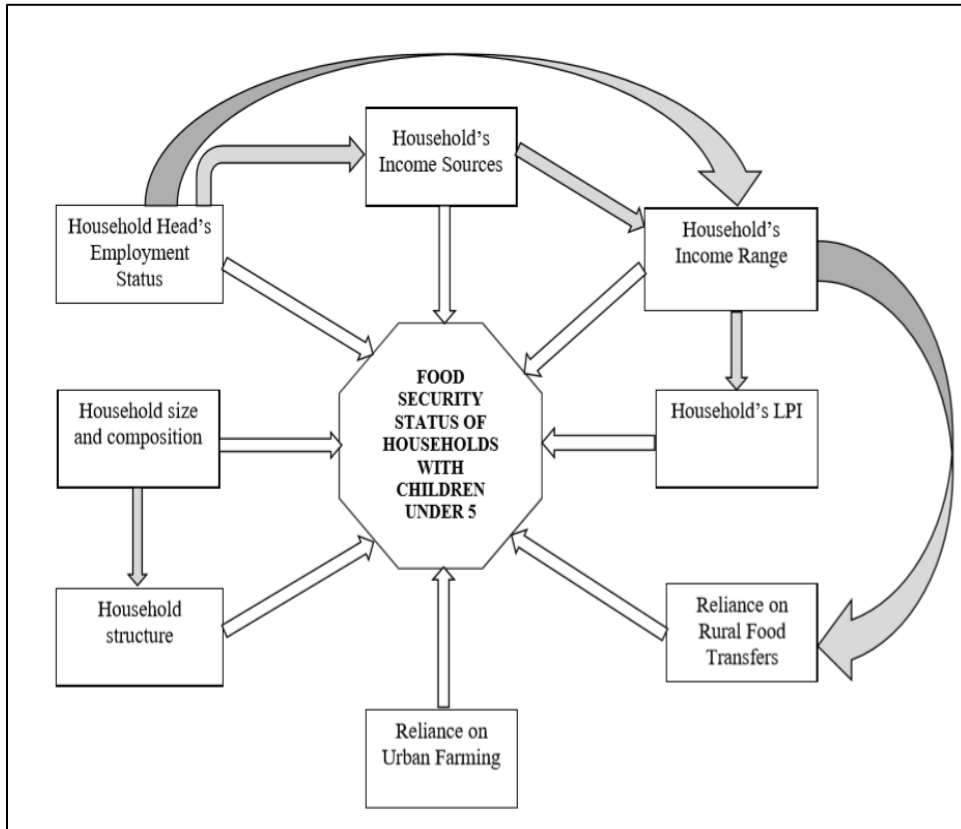 Household's
Income Sources
Household Head's
Employment
Status
Household's
Income Range
FOOD
SECURITY
STATUS OF
HOUSEHOLDS
WITH
CHILDREN
UNDER 5
Household size
and composition
Household's LPI
Household
structure
Reliance on
Rural Food
Transfers
Reliance on
Urban Farming